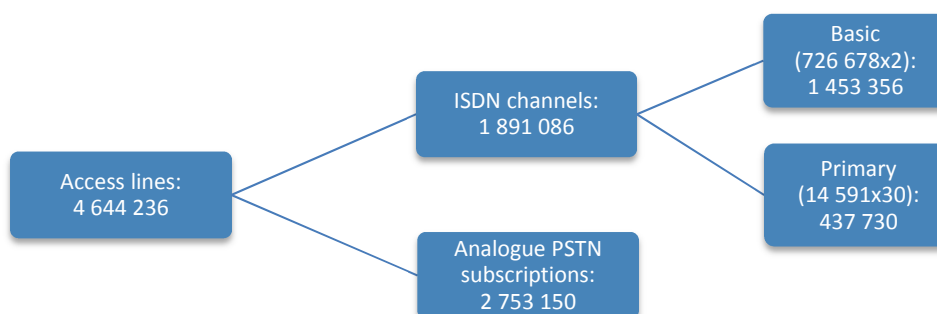 Access lines:
4 644 236
ISDN channels:
1 891 086
Analogue PSTN
subscriptions:
2 753 150
Basic
(726 678x2):
1 453 356
Primary
(14 591x30):
437 730